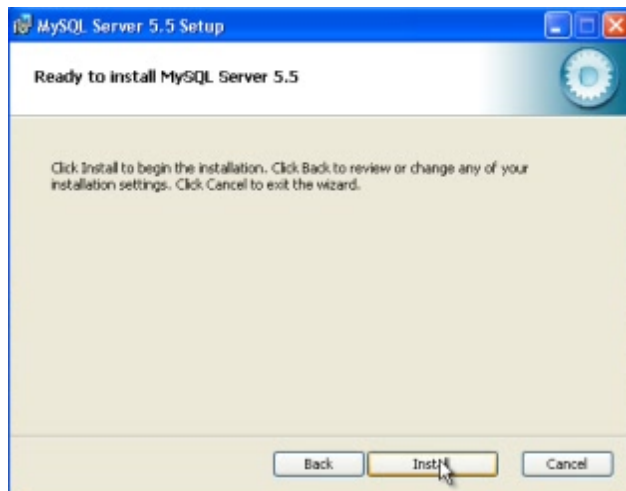 MySQL Server 5.5 Setup
Ready to install MySQL Server 5.5
Click Install to begin the installation. Click Back to review or change any of your
installation settings. Click Cancel to exit the wizard.
Back Install Cancel